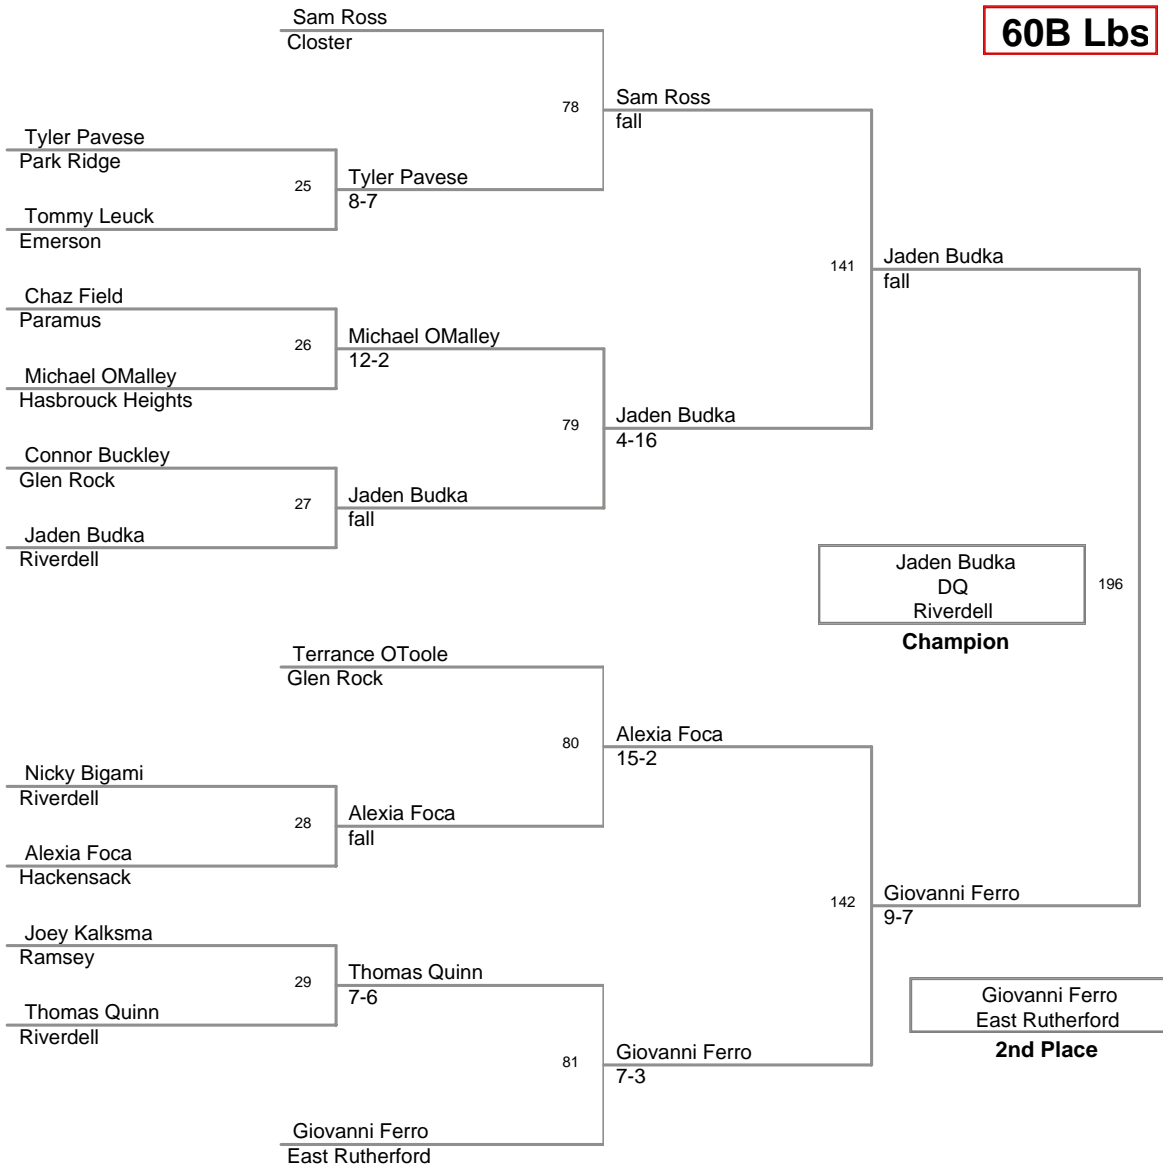 Sam Ross
Closter
60B Lbs
78
Sam Ross
fall
Tyler Pavese
Park Ridge
25
Tyler Pavese
8-7
Tommy Leuck
Emerson
141
Jaden Budka
fall
Chaz Field
Paramus
26
Michael OMalley
12-2
Michael OMalley
Hasbrouck Heights
79
Jaden Budka
4-16
Connor Buckley
Glen Rock
27
Jaden Budka
fall
Jaden Budka
Riverdell
Jaden Budka
DQ
Riverdell
Champion
196
Terrance OToole
Glen Rock
80
Alexia Foca
15-2
Nicky Bigami
Riverdell
28
Alexia Foca
fall
Alexia Foca
Hackensack
142
Giovanni Ferro
9-7
Joey Kalksma
Ramsey
29
Thomas Quinn
7-6
Thomas Quinn
Riverdell
Giovanni Ferro
East Rutherford
2nd Place
81
Giovanni Ferro
7-3
Giovanni Ferro
East Rutherford